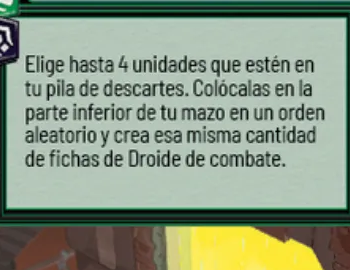 Elige hasta 4 unidades que estén en
tu pila de descartes. Colócalas en la
parte inferior de tu mazo en un orden
aleatorio y crea esa misma cantidad
de fichas de Droide de combate.